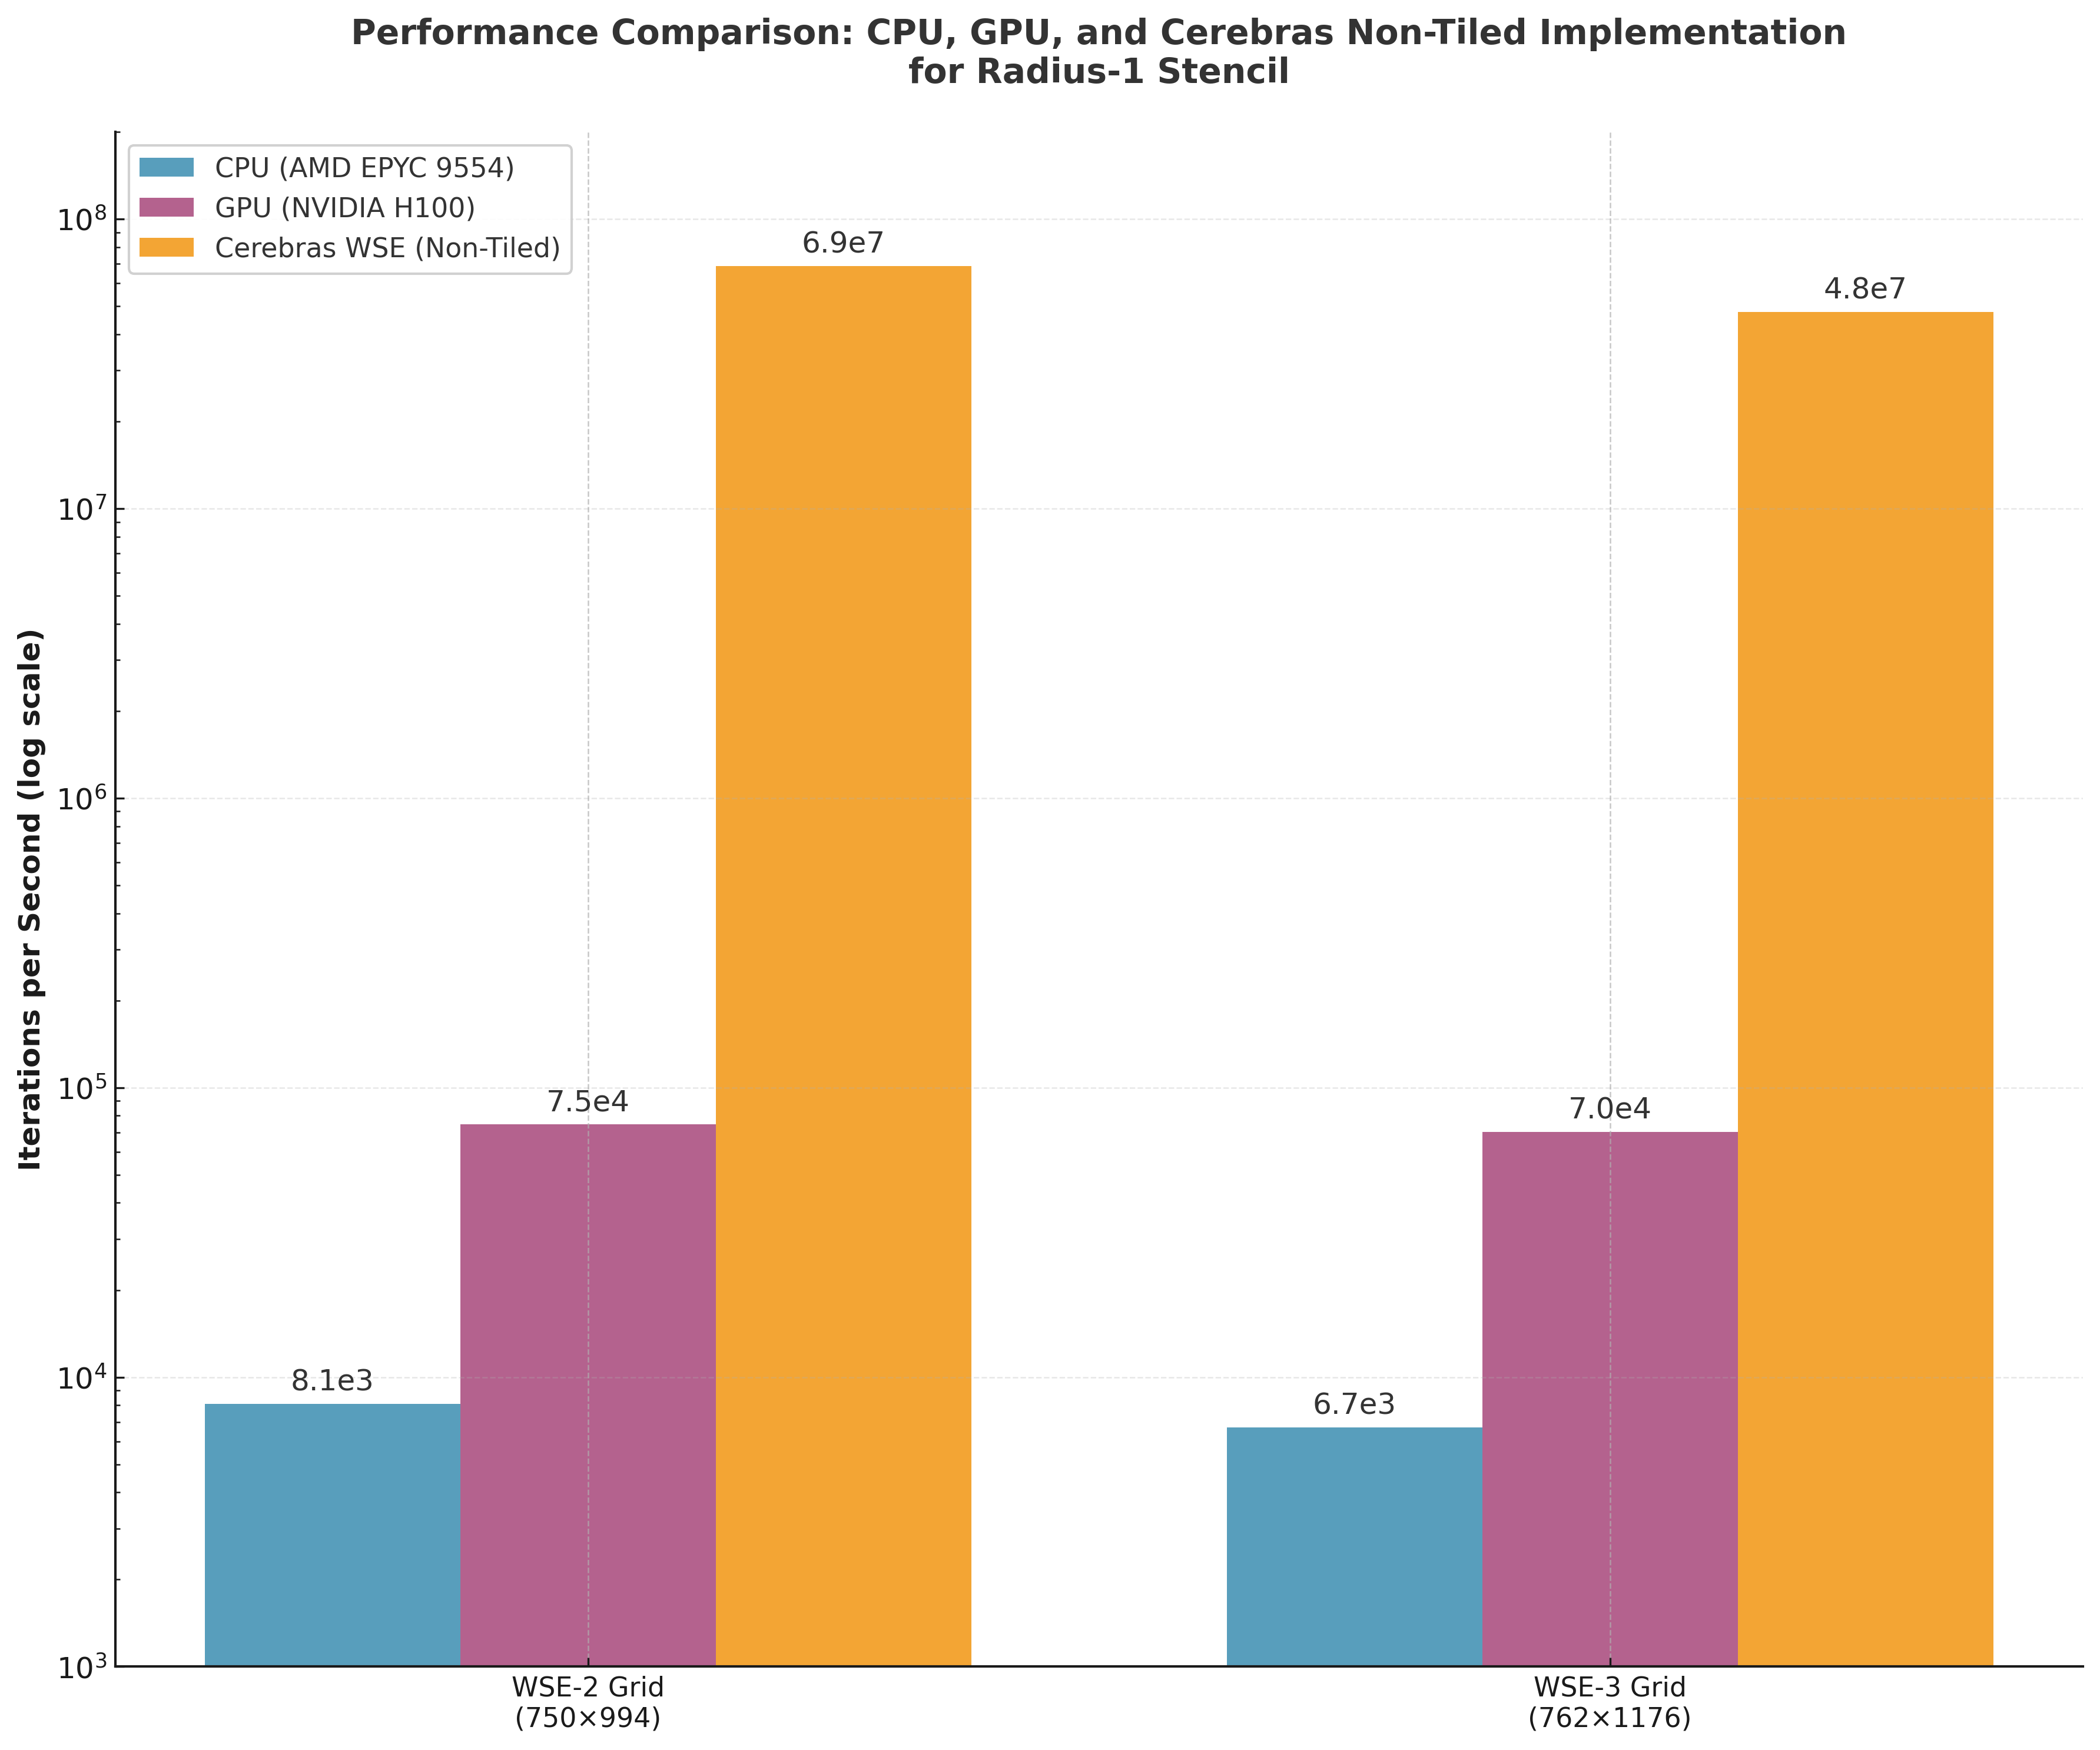 Performance Comparison: CPU, GPU, and Cerebras Non-Tiled Implementation
for Radius-1 Stencil
CPU (AMD EPYC 9554)
GPU (NVIDIA H100)
Cerebras WSE (Non-Tiled)
Iterations per Second (log scale)
10⁸
10⁷
10⁶
10⁵
10⁴
10³
8.1e3
7.5e4
6.9e7
6.7e3
7.0e4
4.8e7
WSE-2 Grid
(750×994)
WSE-3 Grid
(762×1176)